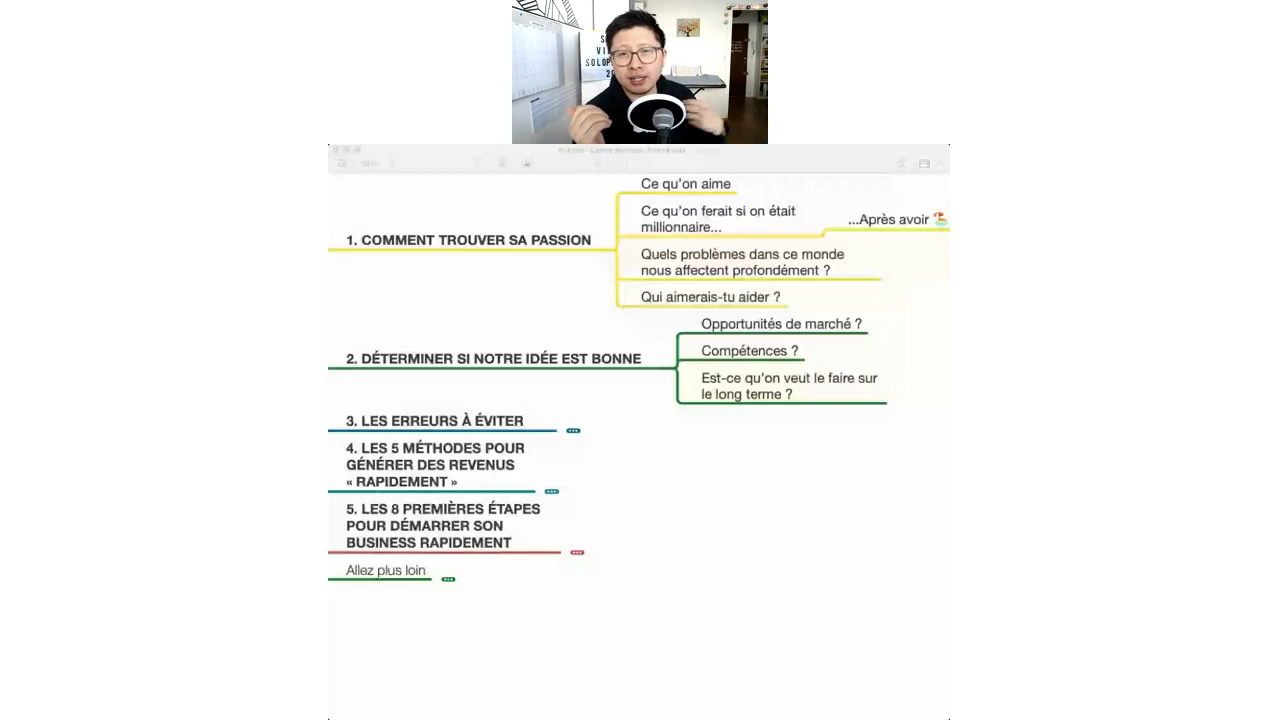 1. COMMENT TROUVER SA PASSION
Ce qu'on aime
Ce qu'on ferait si on était
millionnaire...
...Après avoir
Quels problèmes dans ce monde
nous affectent profondément ?
Qui aimerais-tu aider ?
2. DÉTERMINER SI NOTRE IDÉE EST BONNE
Opportunités de marché ?
Compétences ?
Est-ce qu'on veut le faire sur
le long terme ?
3. LES ERREURS À ÉVITER
4. LES 5 MÉTHODES POUR
GÉNÉRER DES REVENUS
« RAPIDEMENT »
5. LES 8 PREMIÈRES ÉTAPES
POUR DÉMARRER SON
BUSINESS RAPIDEMENT
Allez plus loin